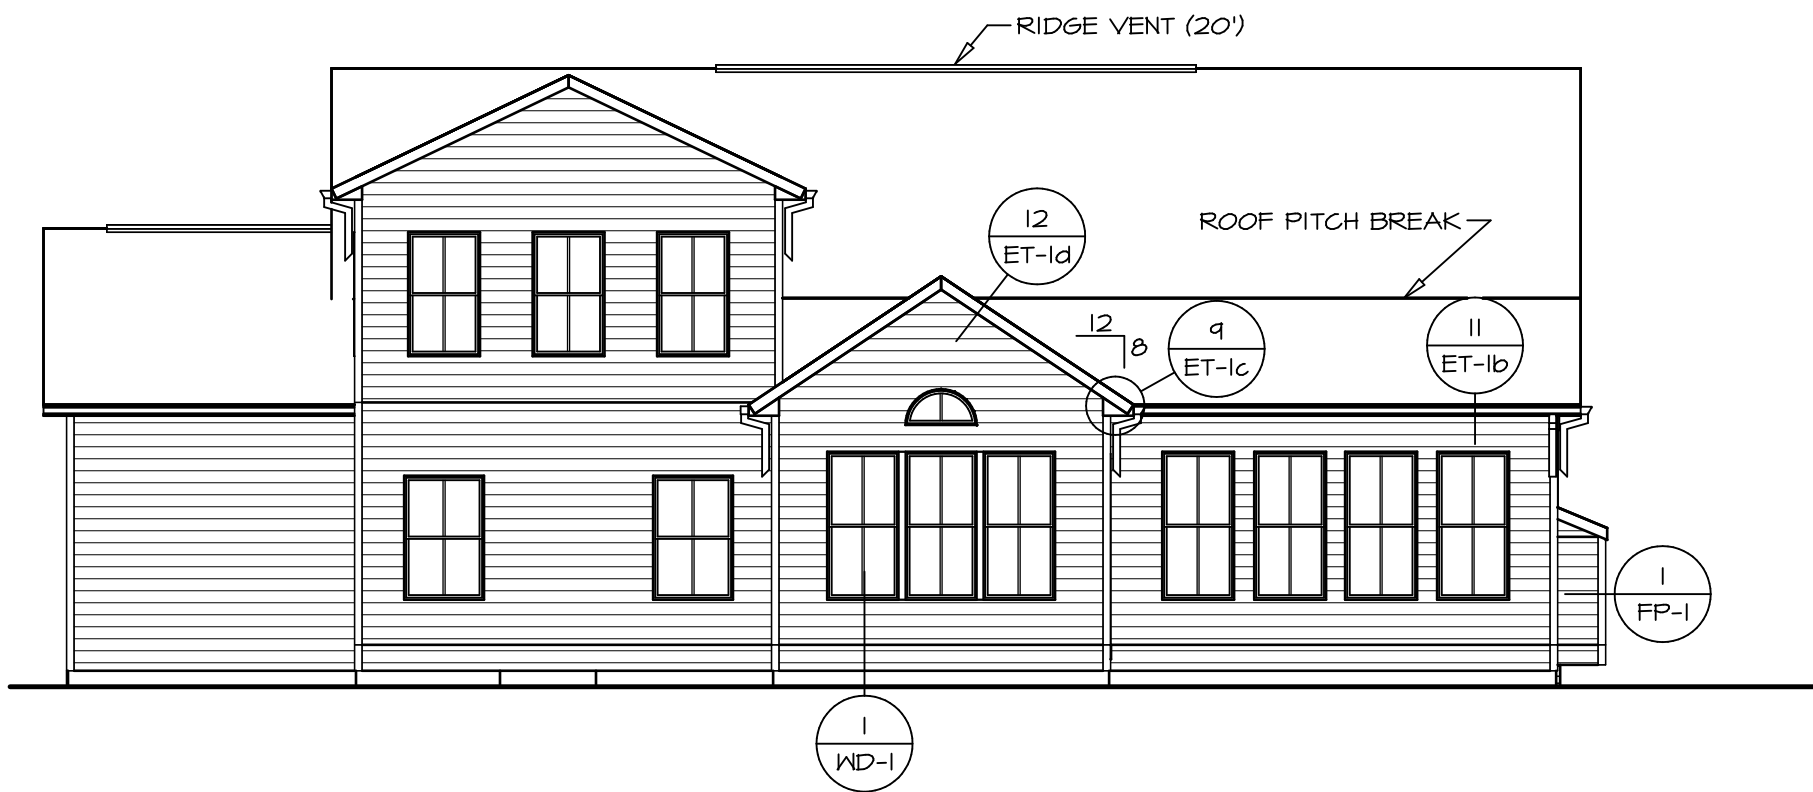 RIDGE VENT (20')
12
ET-1d
ROOF PITCH BREAK
12
8
9
ET-1c
11
ET-1b
1
FP-1
1
WD-1